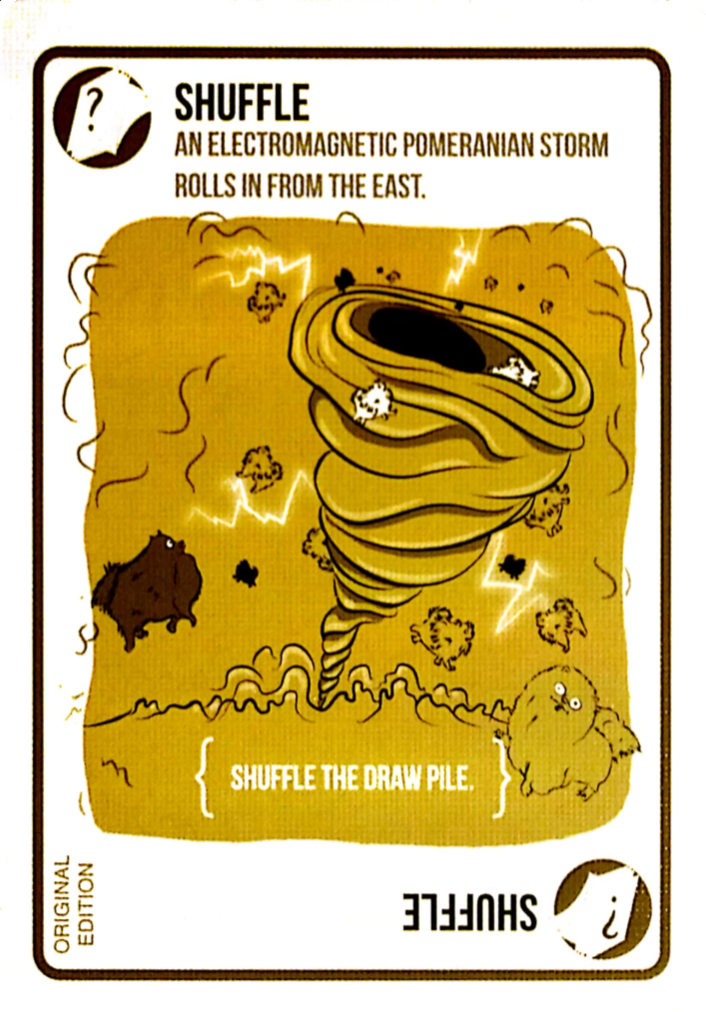 ?
SHUFFLE
AN ELECTROMAGNETIC POMERANIAN STORM
ROLLS IN FROM THE EAST.
{ SHUFFLE THE DRAW PILE. }
ORIGINAL
EDITION
SHUFFLE
?